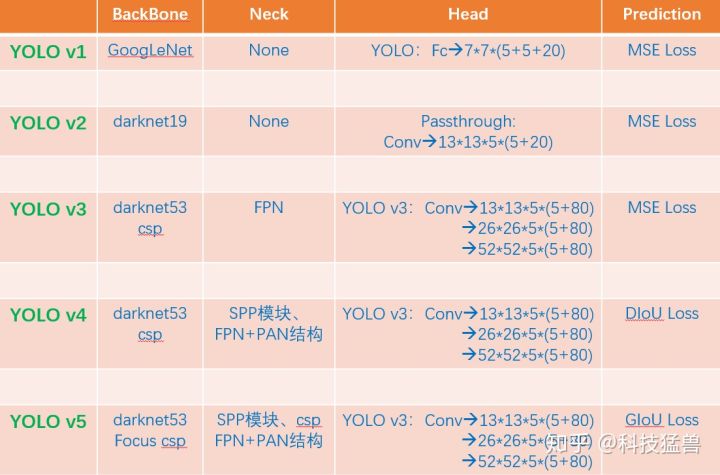 BackBone Neck Head Prediction
YOLO v1 GoogLeNet None YOLO：Fc→7*7*(5+5+20) MSE Loss
YOLO v2 darknet19 None Passthrough: MSE Loss
Conv→13*13*5*(5+20)
YOLO v3 darknet53 FPN YOLO v3：Conv→13*13*5*(5+80) MSE Loss
csp →26*26*5*(5+80)
→52*52*5*(5+80)
YOLO v4 darknet53 SPP模块、 YOLO v3：Conv→13*13*5*(5+80) DIoU Loss
csp FPN+PAN结构 →26*26*5*(5+80)
→52*52*5*(5+80)
YOLO v5 darknet53 SPP模块、csp YOLO v3：Conv→13*13*5*(5+80) GIoU Loss
Focus csp FPN+PAN结构 →26*26*5*(5+80)
→52*52*5*(5+80)
知乎 @科技猛兽